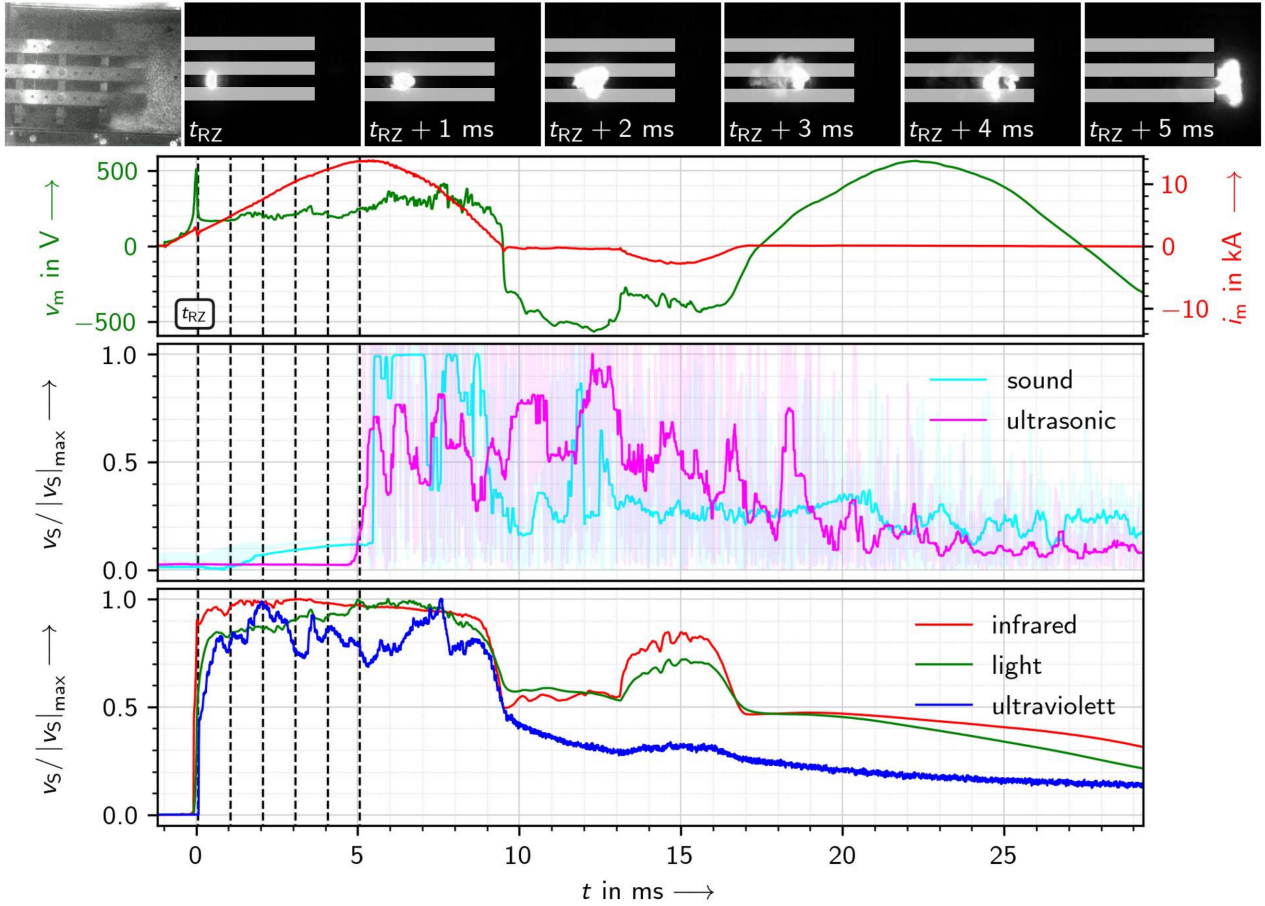 t_RZ
t_RZ + 1 ms
t_RZ + 2 ms
t_RZ + 3 ms
t_RZ + 4 ms
t_RZ + 5 ms
v_m in V ⟶
500
0
−500
t_RZ
10
0
−10
i_m in kA ⟶
v_S / |v_S|_max ⟶
1.0
0.5
0.0
sound
ultrasonic
v_S / |v_S|_max ⟶
1.0
0.5
0.0
infrared
light
ultraviolett
0 5 10 15 20 25
t in ms ⟶